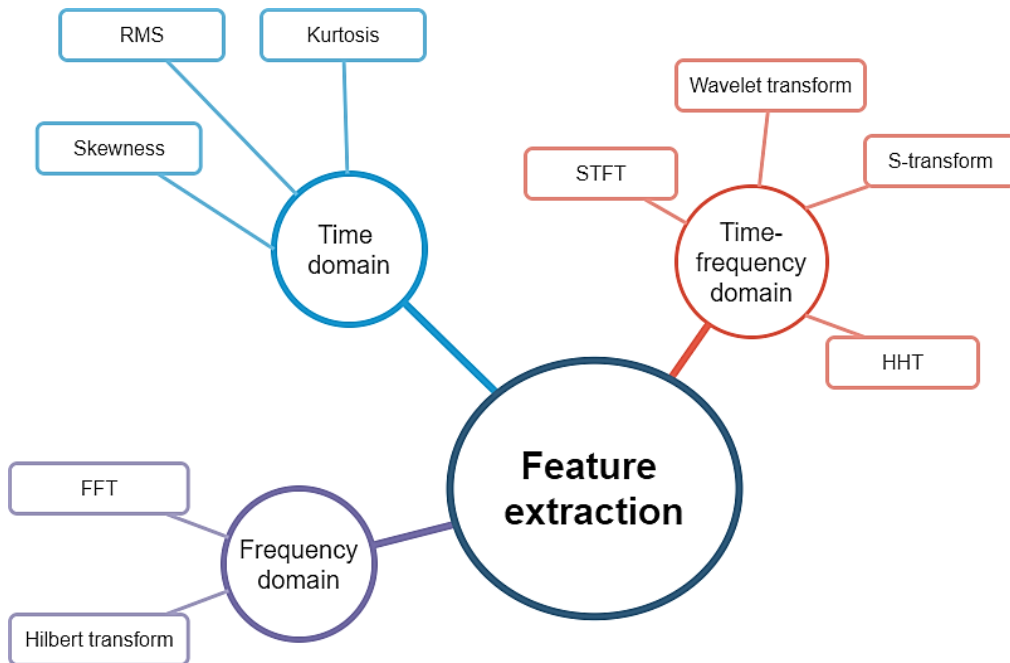 RMS
Kurtosis
Skewness
Time
domain
Wavelet transform
STFT
S-transform
Time-
frequency
domain
HHT
Feature
extraction
FFT
Frequency
domain
Hilbert transform